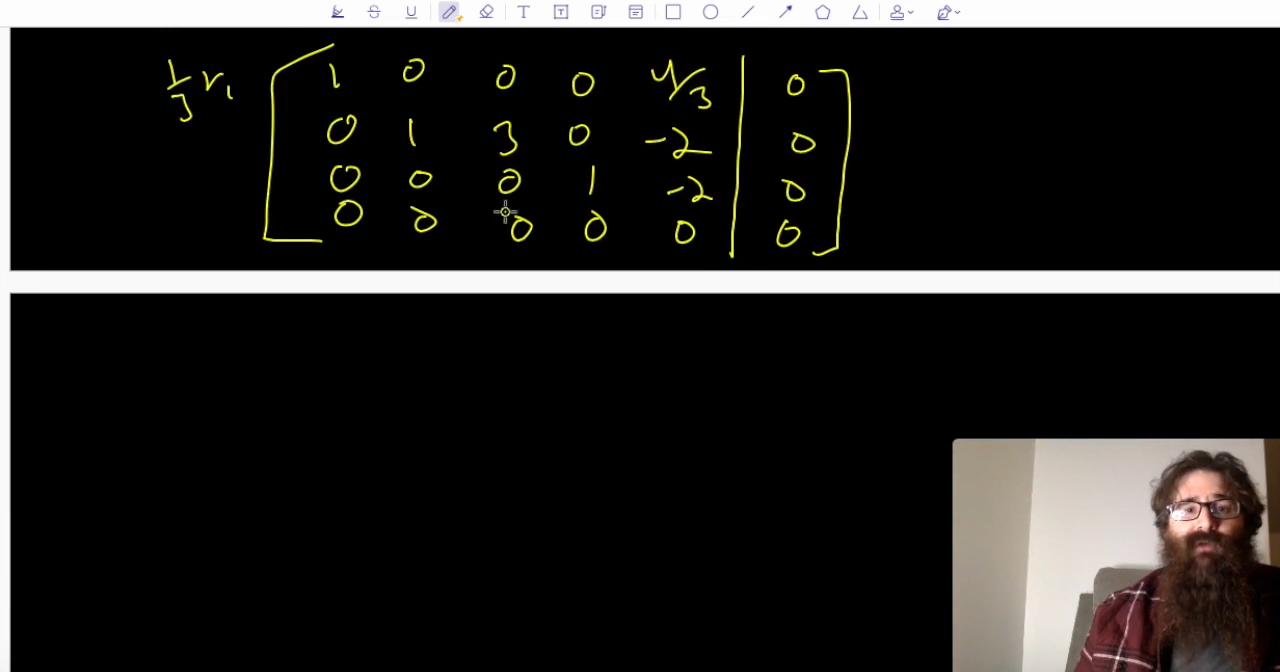 1/3 r₁ [ 1 0 0 0 4/3 | 0 ]
0 1 3 0 -2 | 0
0 0 0 1 -2 | 0
0 0 0 0 0 | 0